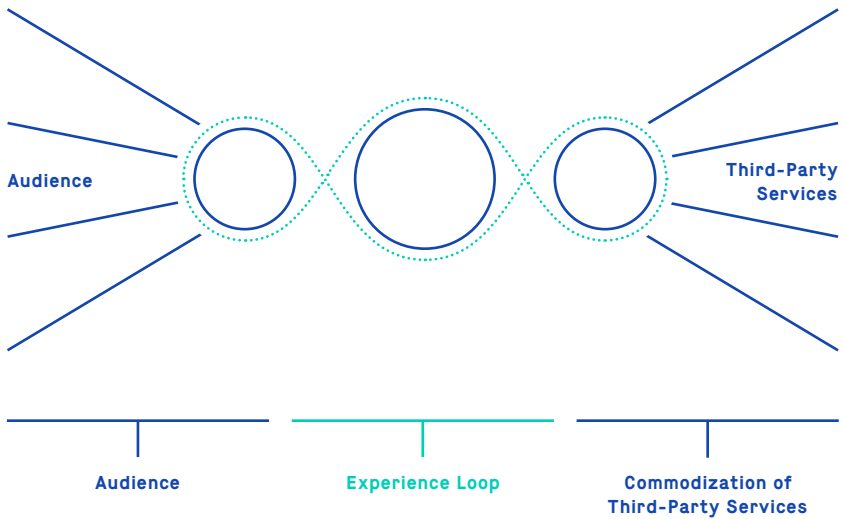 Audience
Third-Party
Services
Audience
Experience Loop
Commodization of
Third-Party Services